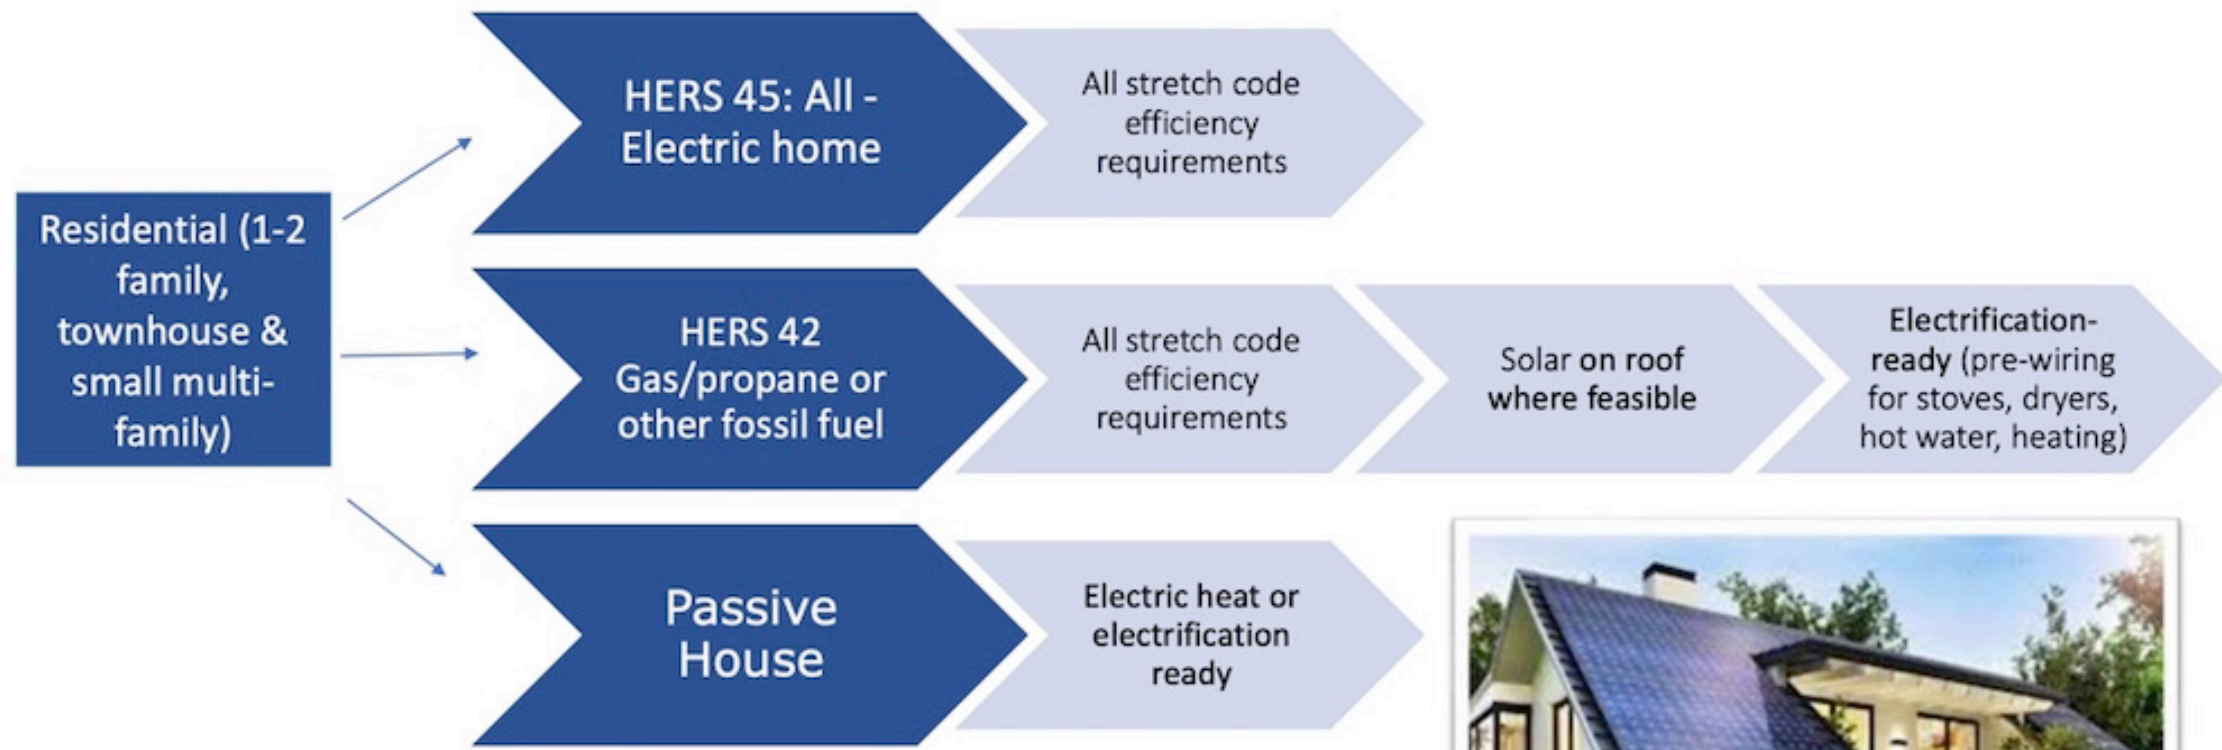 Residential (1-2
family,
townhouse &
small multi-
family)
HERS 45: All -
Electric home
All stretch code
efficiency
requirements
HERS 42
Gas/propane or
other fossil fuel
All stretch code
efficiency
requirements
Solar on roof
where feasible
Electrification-
ready (pre-wiring
for stoves, dryers,
hot water, heating)
Passive
House
Electric heat or
electrification
ready